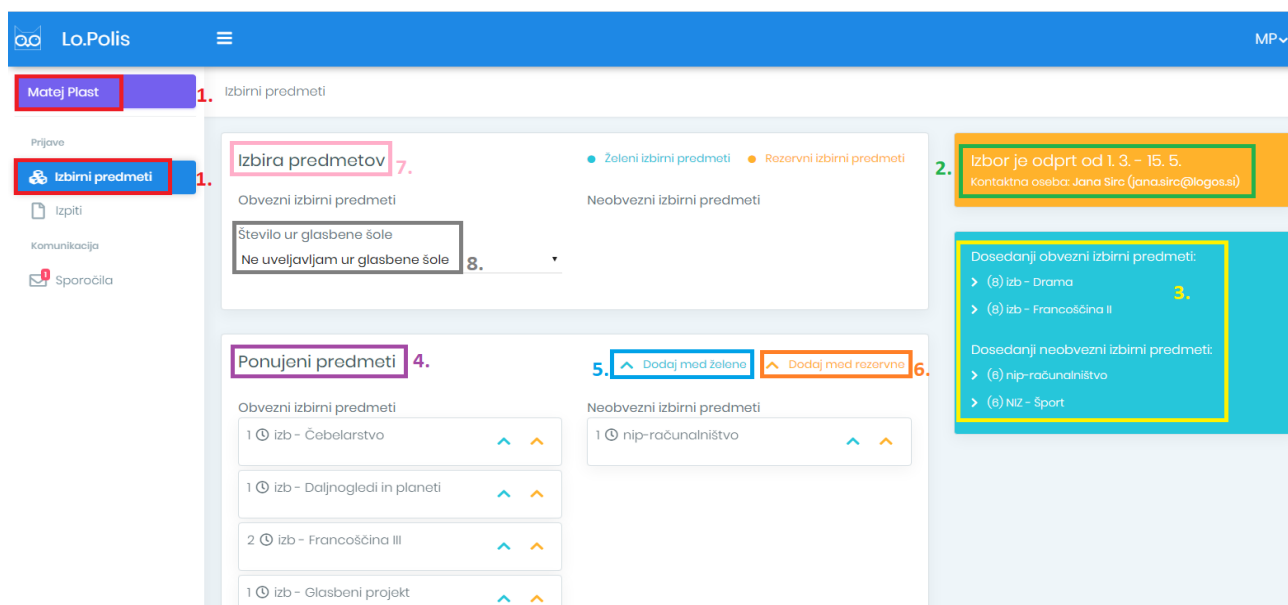 Lo.Polis
MP
Matej Plast
1.
Izbirni predmeti
Prijave
Izbirni predmeti
1.
Izpiti
Komunikacija
1
Sporočila
Izbira predmetov
7.
Želeni izbirni predmeti
Rezervni izbirni predmeti
Obvezni izbirni predmeti
Neobvezni izbirni predmeti
Število ur glasbene šole
Ne uveljavljam ur glasbene šole
8.
2.
Izbor je odprt od 1. 3. - 15. 5.
Kontaktna oseba: Jana Sirc (jana.sirc@logos.si)
Dosedanji obvezni izbirni predmeti:
(8) izb - Drama
3.
(8) izb - Francoščina II
Dosedanji neobvezni izbirni predmeti:
(6) nip-računalništvo
(6) NIZ - Šport
Ponujeni predmeti
4.
5.
Dodaj med želene
Dodaj med rezervne
6.
Obvezni izbirni predmeti
Neobvezni izbirni predmeti
1 izb - Čebelarstvo
1 nip-računalništvo
1 izb - Daljnogledi in planeti
2 izb - Francoščina III
1 izb - Glasbeni projekt